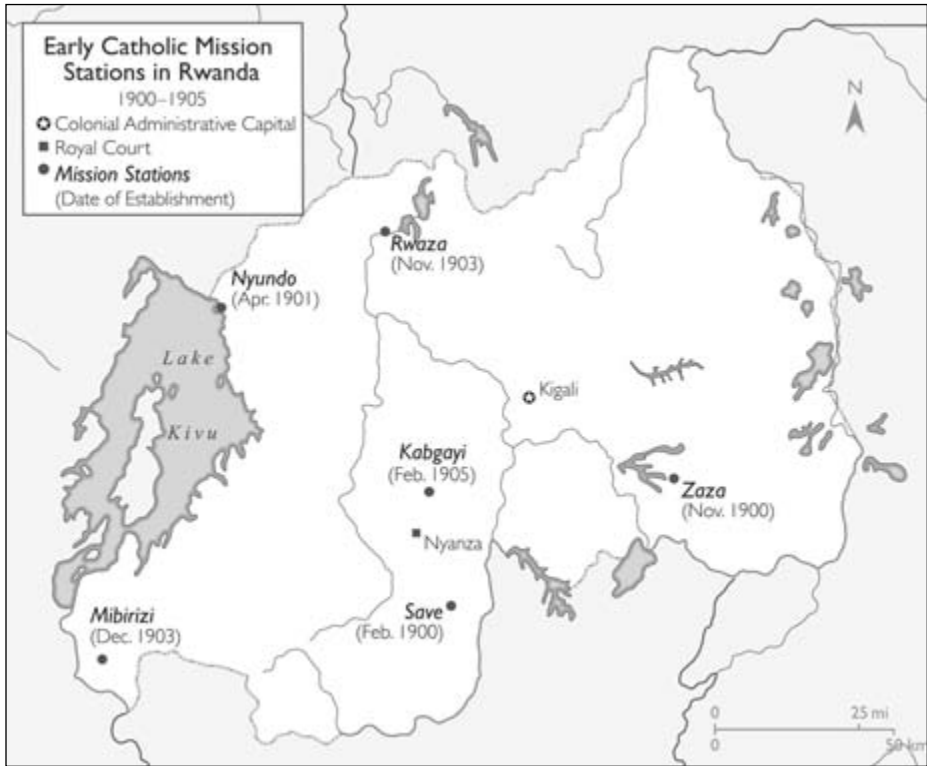 Early Catholic Mission
Stations in Rwanda
1900–1905
Colonial Administrative Capital
Royal Court
Mission Stations
(Date of Establishment)
N
Rwaza
(Nov. 1903)
Nyundo
(Apr. 1901)
Lake
Kivu
Kigali
Kabgayi
(Feb. 1905)
Zaza
(Nov. 1900)
Nyanza
Save
(Feb. 1900)
Mibirizi
(Dec. 1903)
0 25 mi
0 50 km